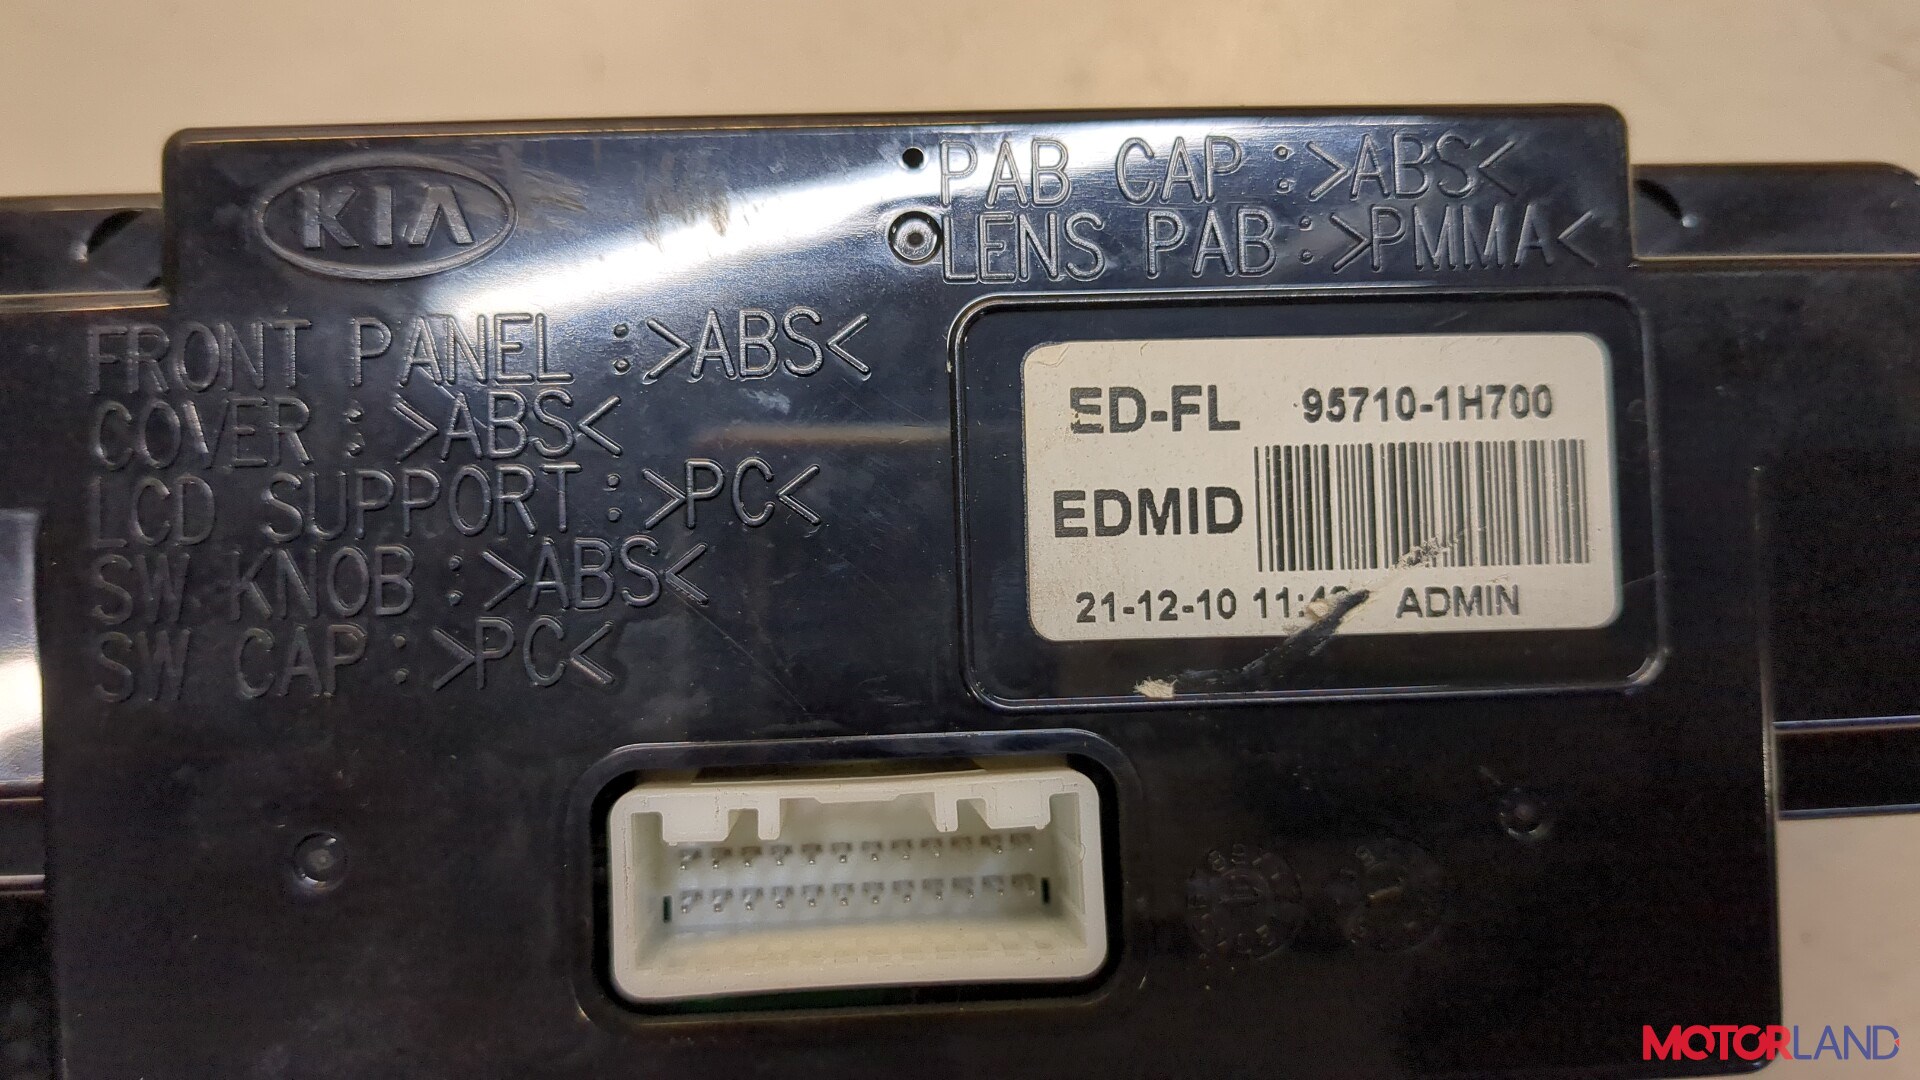 KIA
PAB CAP :>ABS<
LENS PAB :>PMMA<
FRONT PANEL :>ABS<
COVER : >ABS<
LCD SUPPORT :>PC<
SW KNOB :>ABS<
SW CAP : >PC<
ED-FL 95710-1H700
EDMID
21-12-10 ADMIN
MOTORLAND